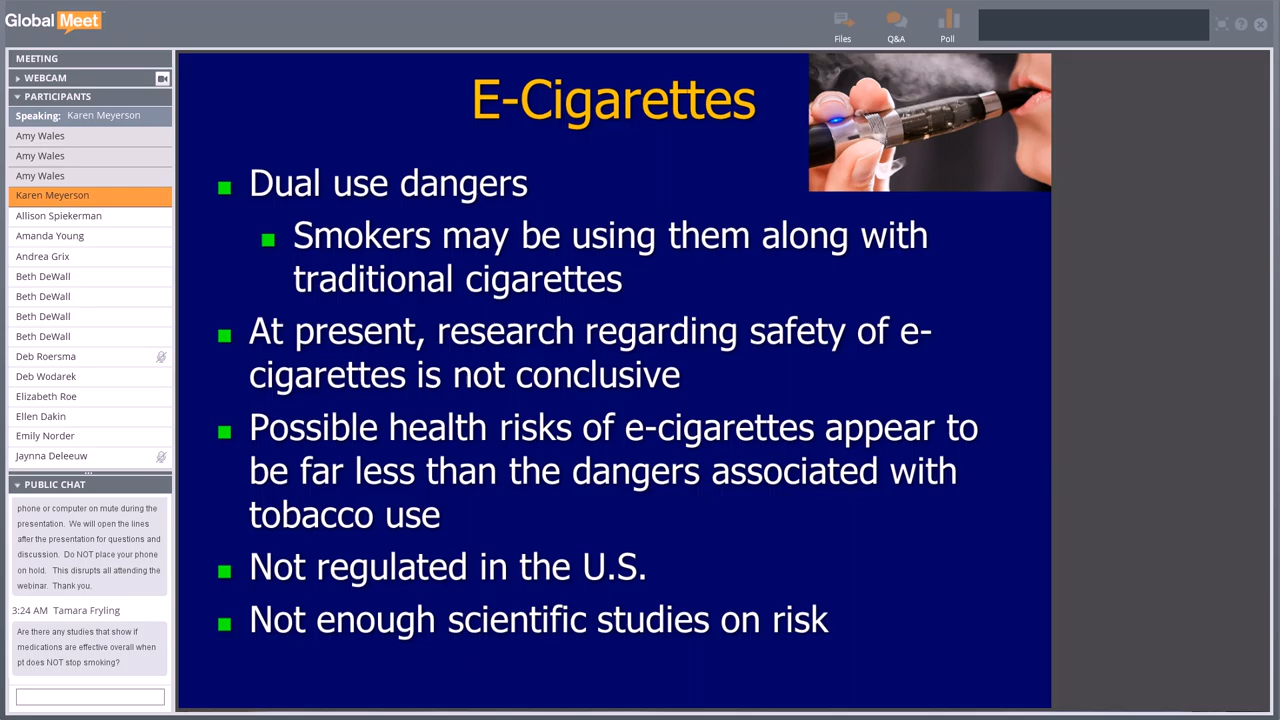 Global Meet
Files
Q&A
Poll
MEETING
WEBCAM
PARTICIPANTS
Speaking: Karen Meyerson
Amy Wales
Amy Wales
Amy Wales
Karen Meyerson
Allison Spiekerman
Amanda Young
Andrea Grix
Beth DeWall
Beth DeWall
Beth DeWall
Beth DeWall
Deb Roersma
Deb Wodarek
Elizabeth Roe
Ellen Dakin
Emily Norder
Jaynna Deleeuw
PUBLIC CHAT
phone or computer on mute during the
presentation. We will open the lines
after the presentation for questions and
discussion. Do NOT place your phone
on hold. This disrupts all attending the
webinar. Thank you.
3:24 AM Tamara Fryling
Are there any studies that show if
medications are effective overall when
pt does NOT stop smoking?
E-Cigarettes
Dual use dangers
Smokers may be using them along with
traditional cigarettes
At present, research regarding safety of e-
cigarettes is not conclusive
Possible health risks of e-cigarettes appear to
be far less than the dangers associated with
tobacco use
Not regulated in the U.S.
Not enough scientific studies on risk